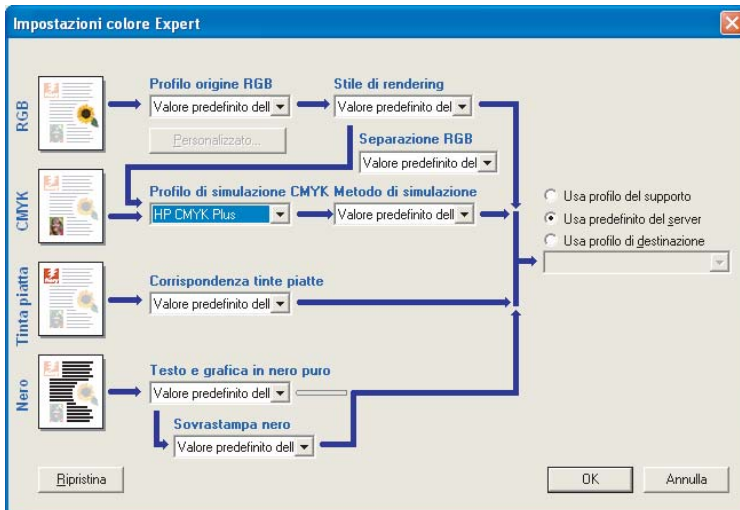 Impostazioni colore Expert
RGB
Profilo origine RGB
Stile di rendering
Valore predefinito dell
Valore predefinito del
Personalizzato...
Separazione RGB
Valore predefinito del
CMYK
Profilo di simulazione CMYK
Metodo di simulazione
HP CMYK Plus
Valore predefinito dell
Usa profilo del supporto
Usa predefinito del server
Usa profilo di destinazione
Tinta piatta
Corrispondenza tinte piatte
Valore predefinito dell
Nero
Testo e grafica in nero puro
Valore predefinito dell
Sovrastampa nero
Valore predefinito dell
Ripristina
OK
Annulla